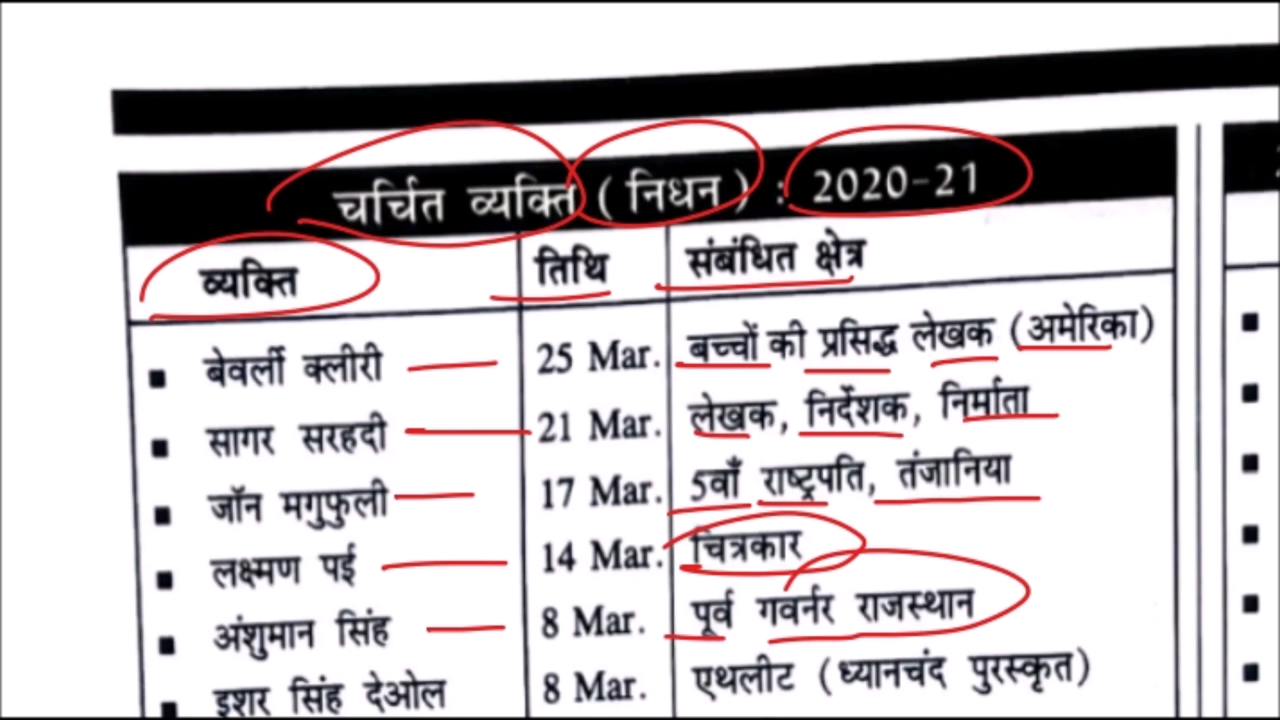 चर्चित व्यक्ति (निधन) : 2020-21
व्यक्ति तिथि संबंधित क्षेत्र
▪ बेवर्ली क्लीरी 25 Mar. बच्चों की प्रसिद्ध लेखक (अमेरिका)
▪ सागर सरहदी 21 Mar. लेखक, निर्देशक, निर्माता
▪ जॉन मगुफुली 17 Mar. 5वाँ राष्ट्रपति, तंजानिया
▪ लक्ष्मण पई 14 Mar. चित्रकार
▪ अंशुमान सिंह 8 Mar. पूर्व गवर्नर राजस्थान
▪ इशर सिंह देओल 8 Mar. एथलीट (ध्यानचंद पुरस्कृत)